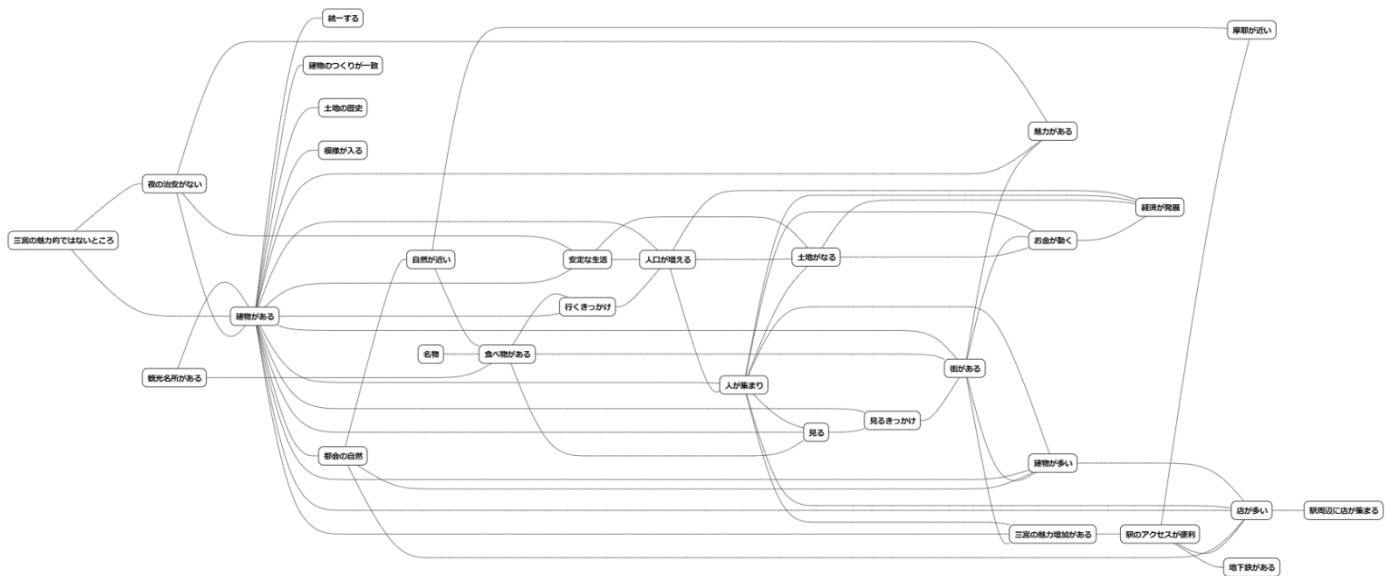 統一する
摩耶が近い
建物のつくりが一致
土地の歴史
魅力がある
模様が入る
夜の治安がない
経済が発展
三宮の魅力的ではないところ
お金が動く
自然が近い
安定な生活
人口が増える
土地がなる
行くきっかけ
建物がある
名物
食べ物がある
街がある
観光名所がある
人が集まり
見るきっかけ
見る
都会の自然
建物が多い
店が多い
駅周辺に店が集まる
三宮の魅力増加がある
駅のアクセスが便利
地下鉄がある